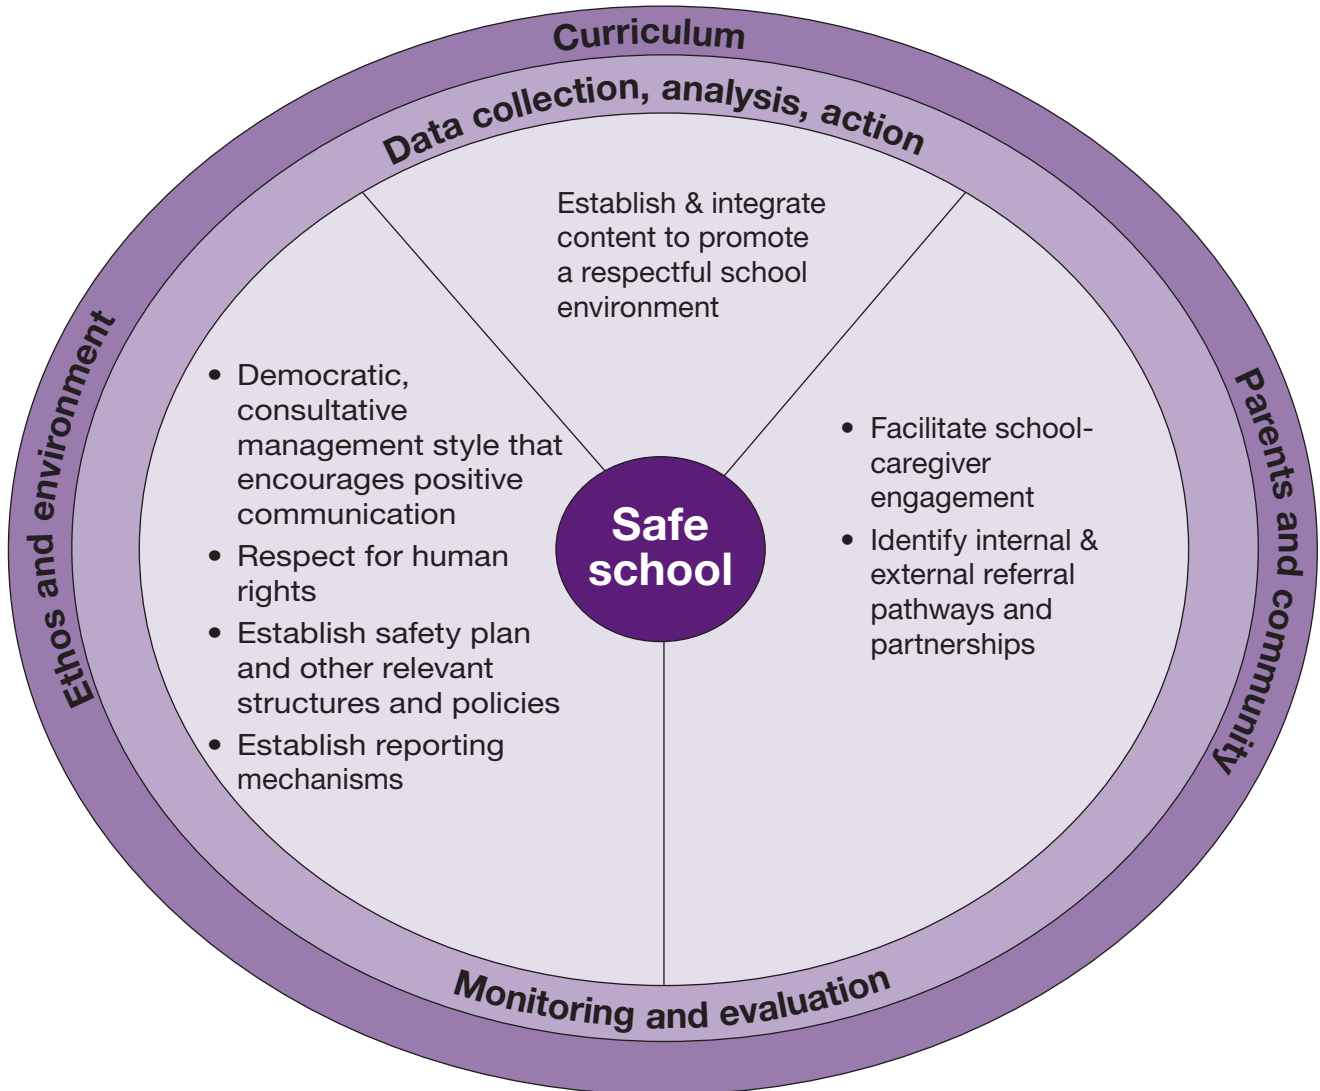 Curriculum
Data collection, analysis, action
Establish & integrate
content to promote
a respectful school
environment
Ethos and environment
• Democratic,
consultative
management style that
encourages positive
communication
• Respect for human
rights
• Establish safety plan
and other relevant
structures and policies
• Establish reporting
mechanisms
Safe
school
• Facilitate school-
caregiver
engagement
• Identify internal &
external referral
pathways and
partnerships
Parents and community
Monitoring and evaluation